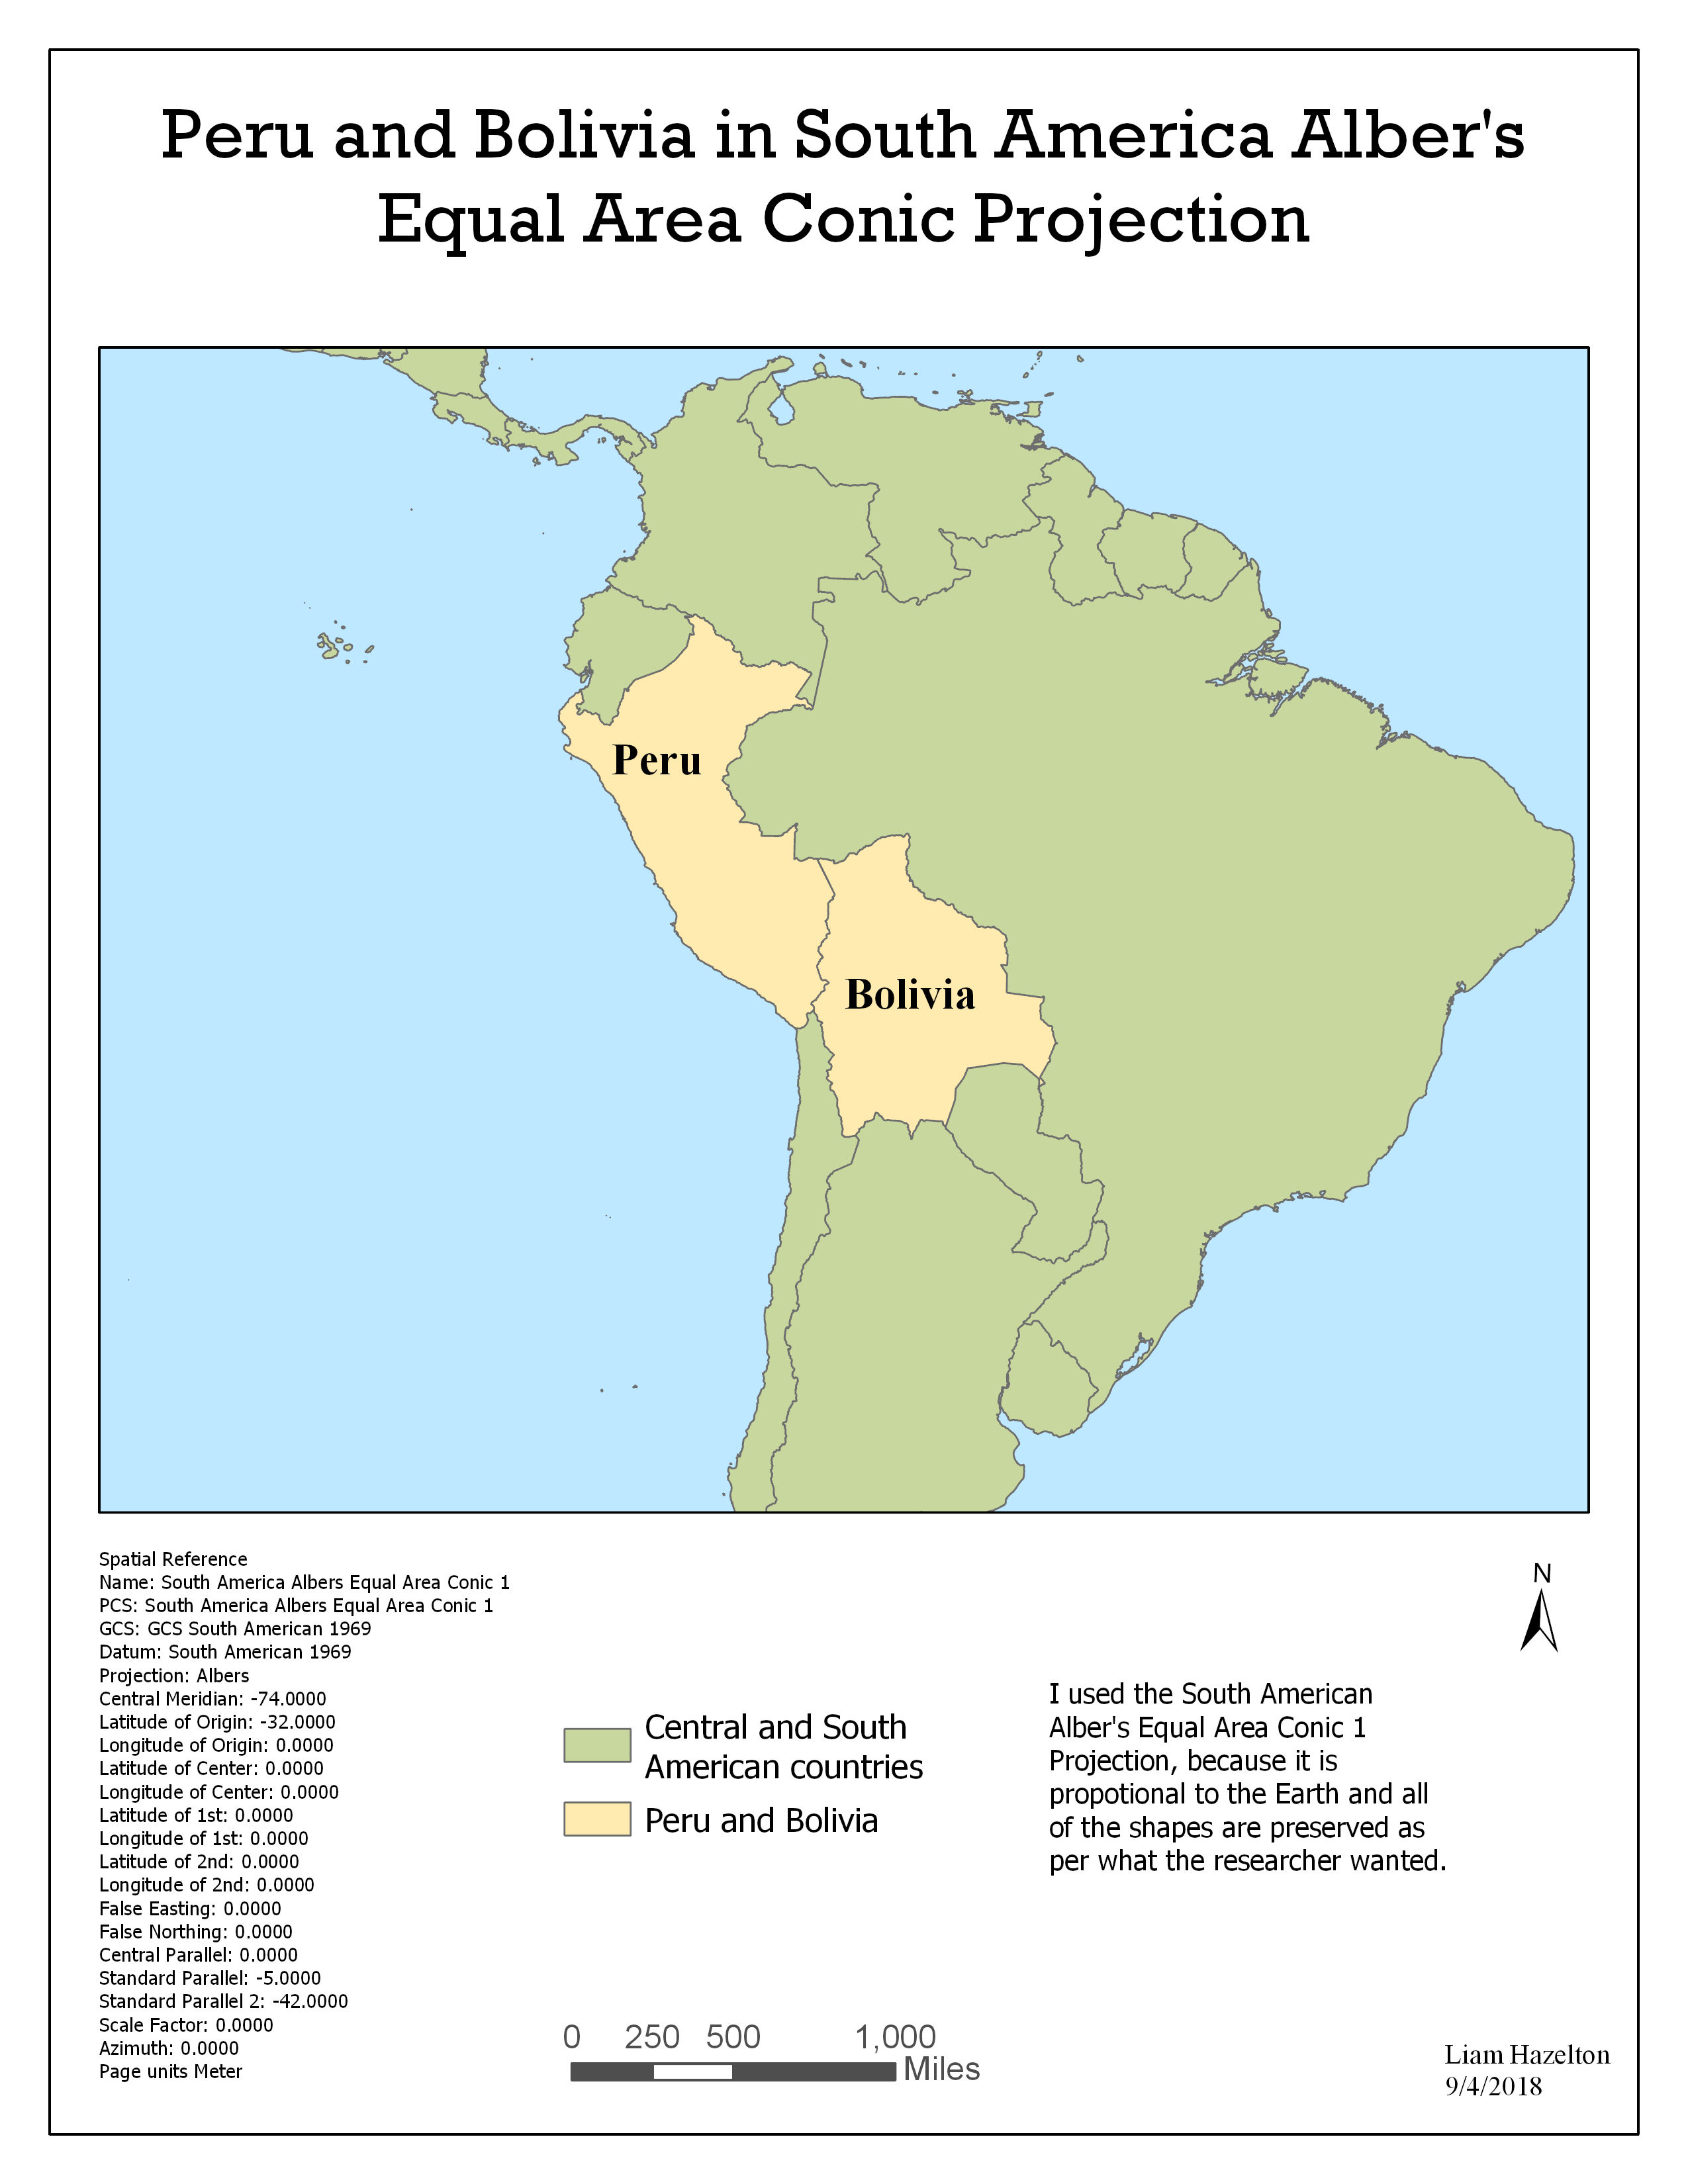 Peru and Bolivia in South America Alber's
Equal Area Conic Projection
Peru
Bolivia
Spatial Reference
Name: South America Albers Equal Area Conic 1
PCS: South America Albers Equal Area Conic 1
GCS: GCS South American 1969
Datum: South American 1969
Projection: Albers
Central Meridian: -74.0000
Latitude of Origin: -32.0000
Longitude of Origin: 0.0000
Latitude of Center: 0.0000
Longitude of Center: 0.0000
Latitude of 1st: 0.0000
Longitude of 1st: 0.0000
Latitude of 2nd: 0.0000
Longitude of 2nd: 0.0000
False Easting: 0.0000
False Northing: 0.0000
Central Parallel: 0.0000
Standard Parallel: -5.0000
Standard Parallel 2: -42.0000
Scale Factor: 0.0000
Azimuth: 0.0000
Page units Meter
Central and South
American countries
Peru and Bolivia
0 250 500 1,000
Miles
N
I used the South American
Alber's Equal Area Conic 1
Projection, because it is
propotional to the Earth and all
of the shapes are preserved as
per what the researcher wanted.
Liam Hazelton
9/4/2018